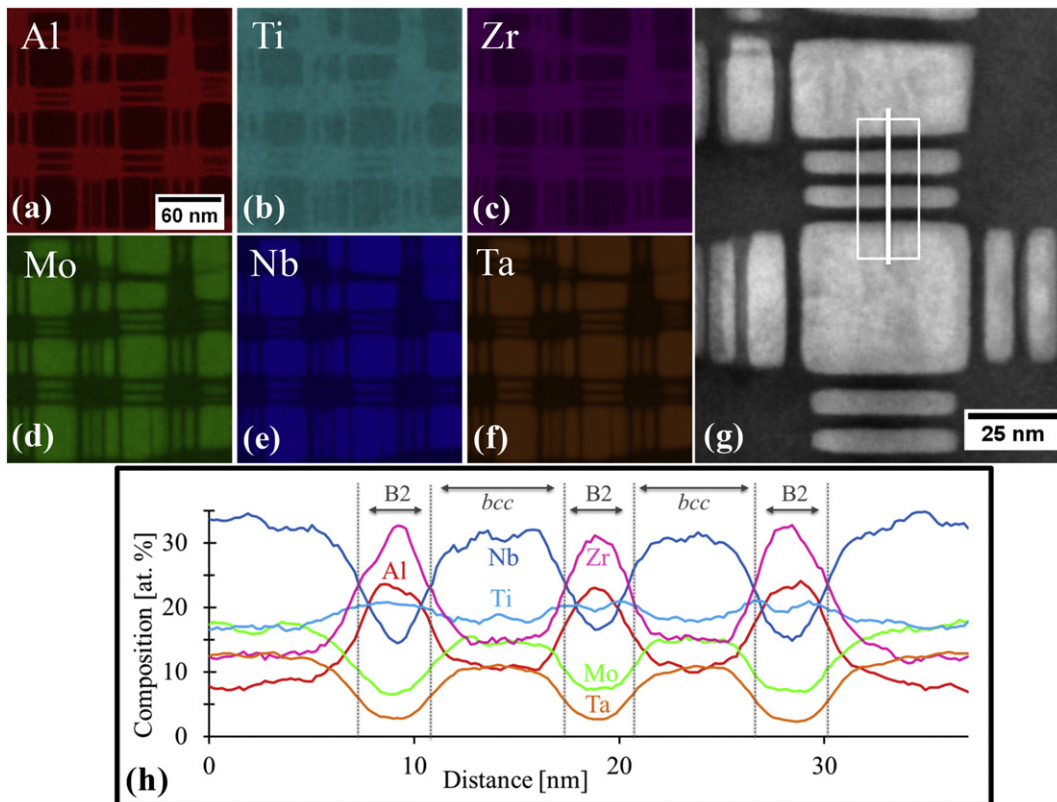 Al
Ti
Zr
(a)
60 nm
(b)
(c)
Mo
Nb
Ta
(d)
(e)
(f)
(g)
25 nm
B2
bcc
B2
bcc
B2
Composition [at. %]
30
20
10
0
Nb
Zr
Al
Ti
Mo
Ta
0
10
20
30
Distance [nm]
(h)